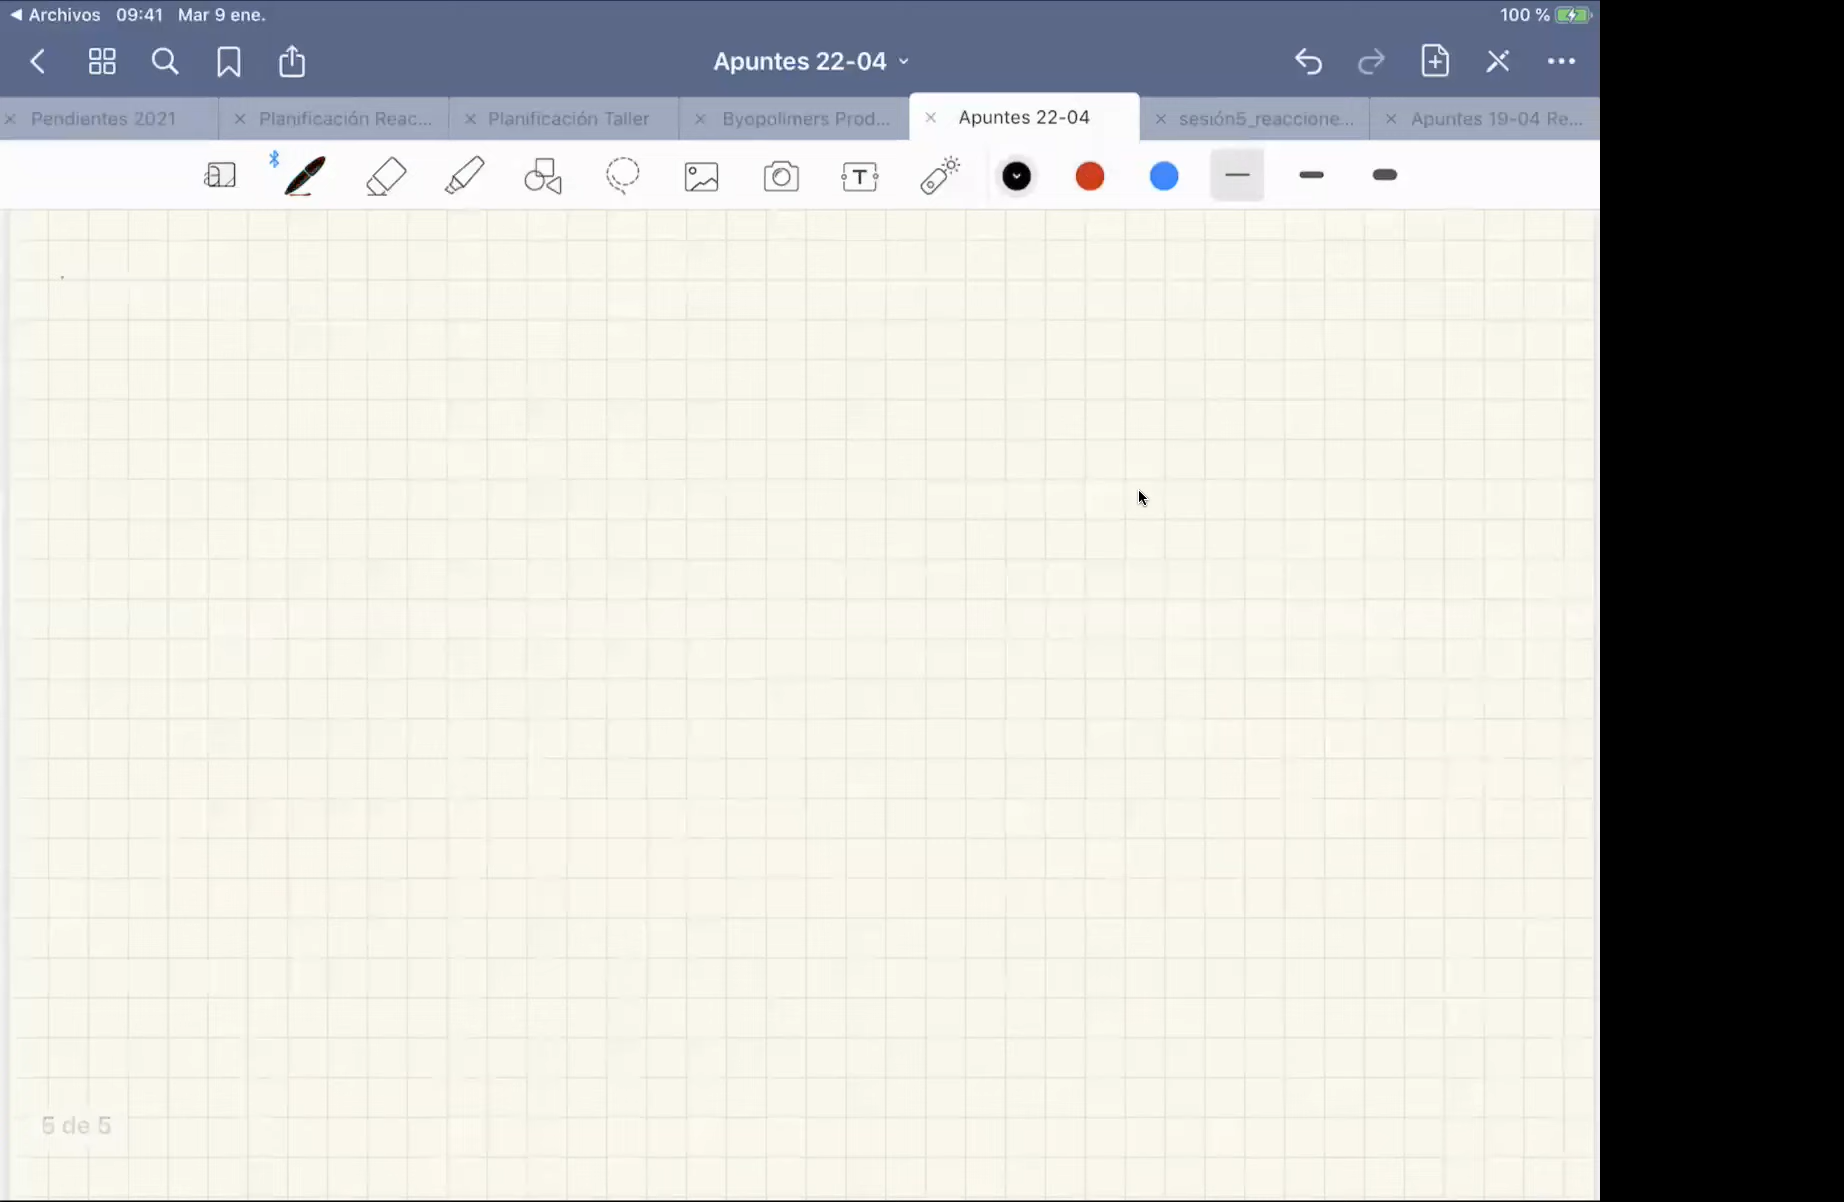 Archivos 09:41 Mar 9 ene. 100 %
Apuntes 22-04
Pendientes 2021 Planificación Reac... Planificación Taller Byopolimers Prod... Apuntes 22-04 sesión5_reaccione... Apuntes 19-04 Re...
5 de 5